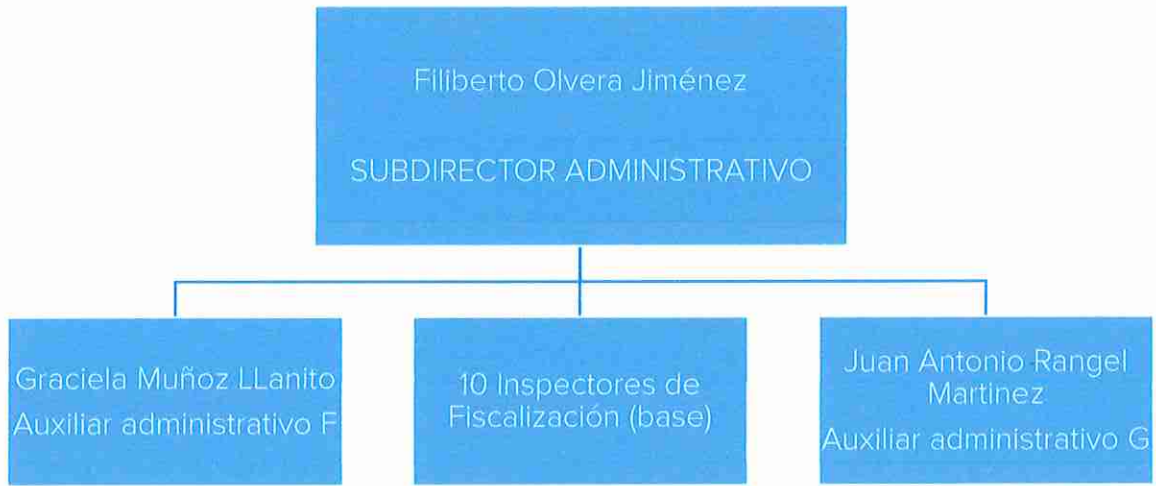 Filiberto Olvera Jiménez
SUBDIRECTOR ADMINISTRATIVO
Graciela Muñoz LLanito
Auxiliar administrativo F
10 Inspectores de
Fiscalización (base)
Juan Antonio Rangel
Martinez
Auxiliar administrativo G